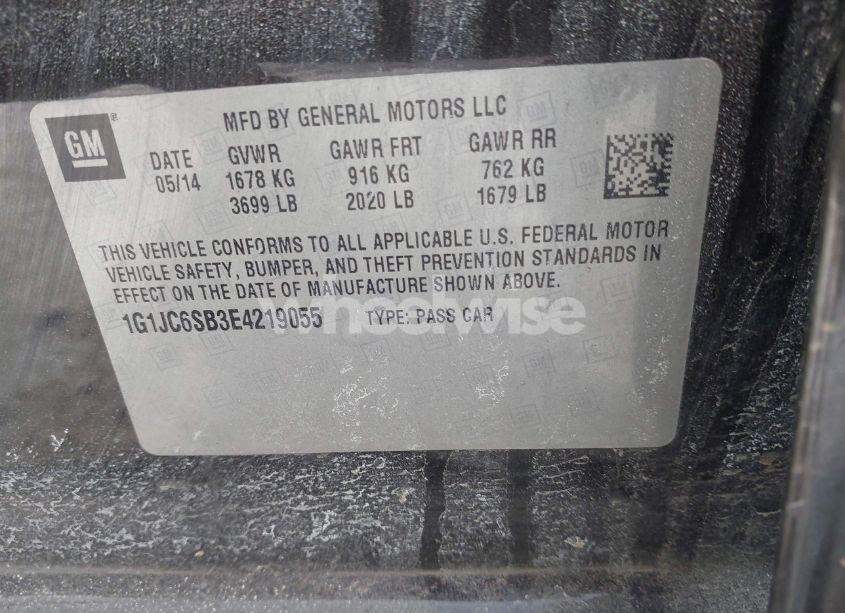 GM
MFD BY GENERAL MOTORS LLC
DATE GVWR GAWR FRT GAWR RR
05/14 1678 KG 916 KG 762 KG
3699 LB 2020 LB 1679 LB
THIS VEHICLE CONFORMS TO ALL APPLICABLE U.S. FEDERAL MOTOR
VEHICLE SAFETY, BUMPER, AND THEFT PREVENTION STANDARDS IN
EFFECT ON THE DATE OF MANUFACTURE SHOWN ABOVE.
1G1JC6SB3E4219055 TYPE: PASS CAR
wheelwise